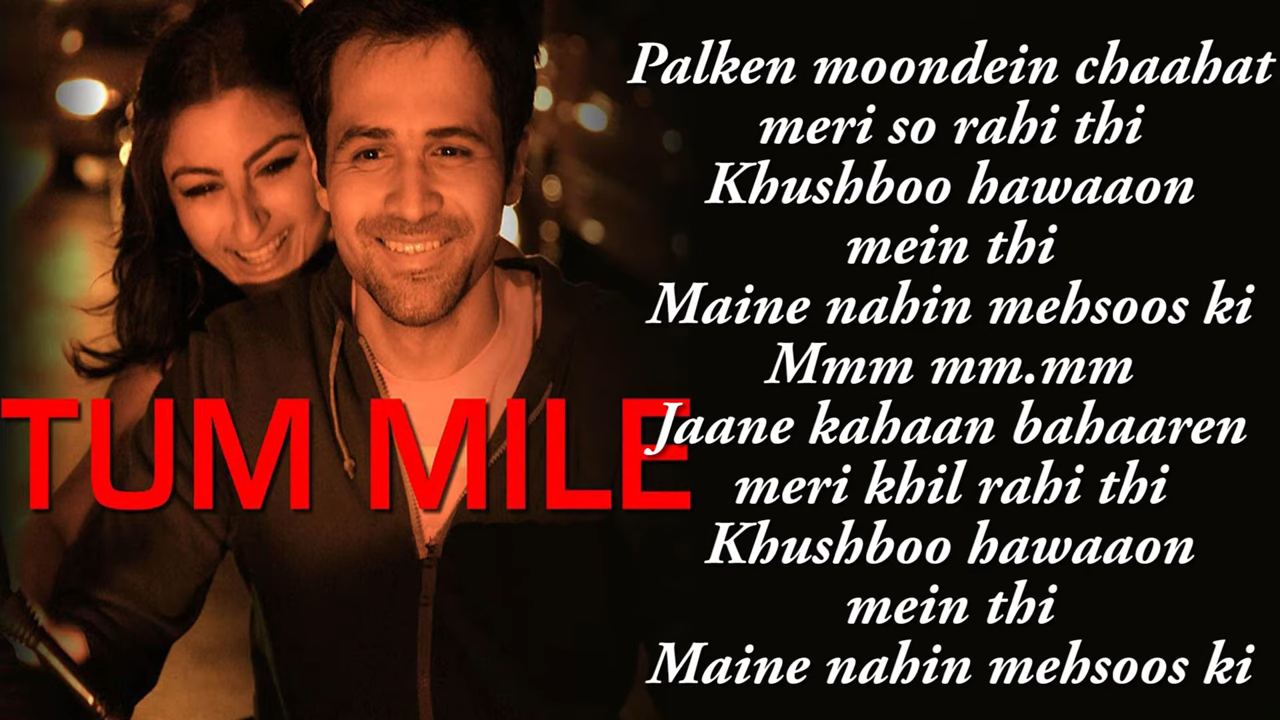 TUM MILE
Palken moondein chaahat
meri so rahi thi
Khushboo hawaaon
mein thi
Maine nahin mehsoos ki
Mmm mm.mm
Jaane kahaan bahaaren
meri khil rahi thi
Khushboo hawaaon
mein thi
Maine nahin mehsoos ki